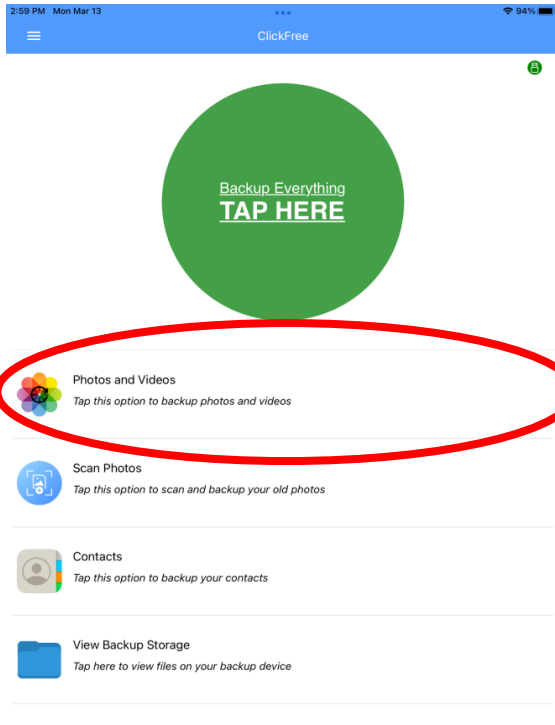 2:59 PM Mon Mar 13
94%
ClickFree
Backup Everything
TAP HERE
Photos and Videos
Tap this option to backup photos and videos
Scan Photos
Tap this option to scan and backup your old photos
Contacts
Tap this option to backup your contacts
View Backup Storage
Tap here to view files on your backup device